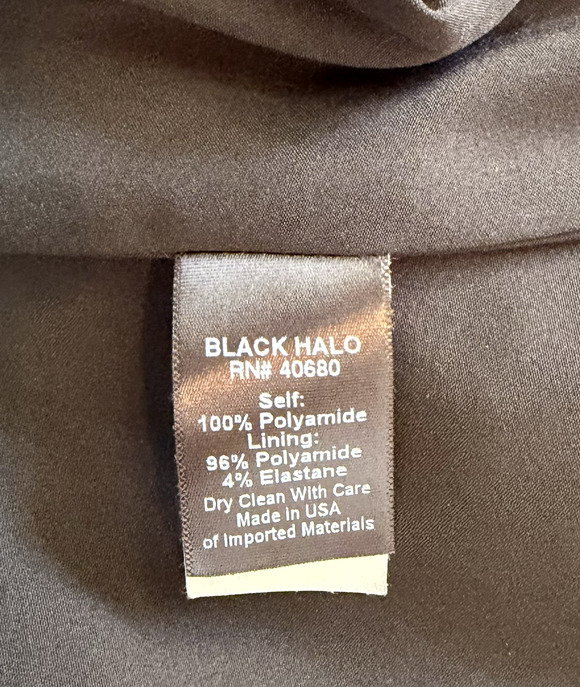 BLACK HALO
RN# 40680
Self:
100% Polyamide
Lining:
96% Polyamide
4% Elastane
Dry Clean With Care
Made in USA
of Imported Materials